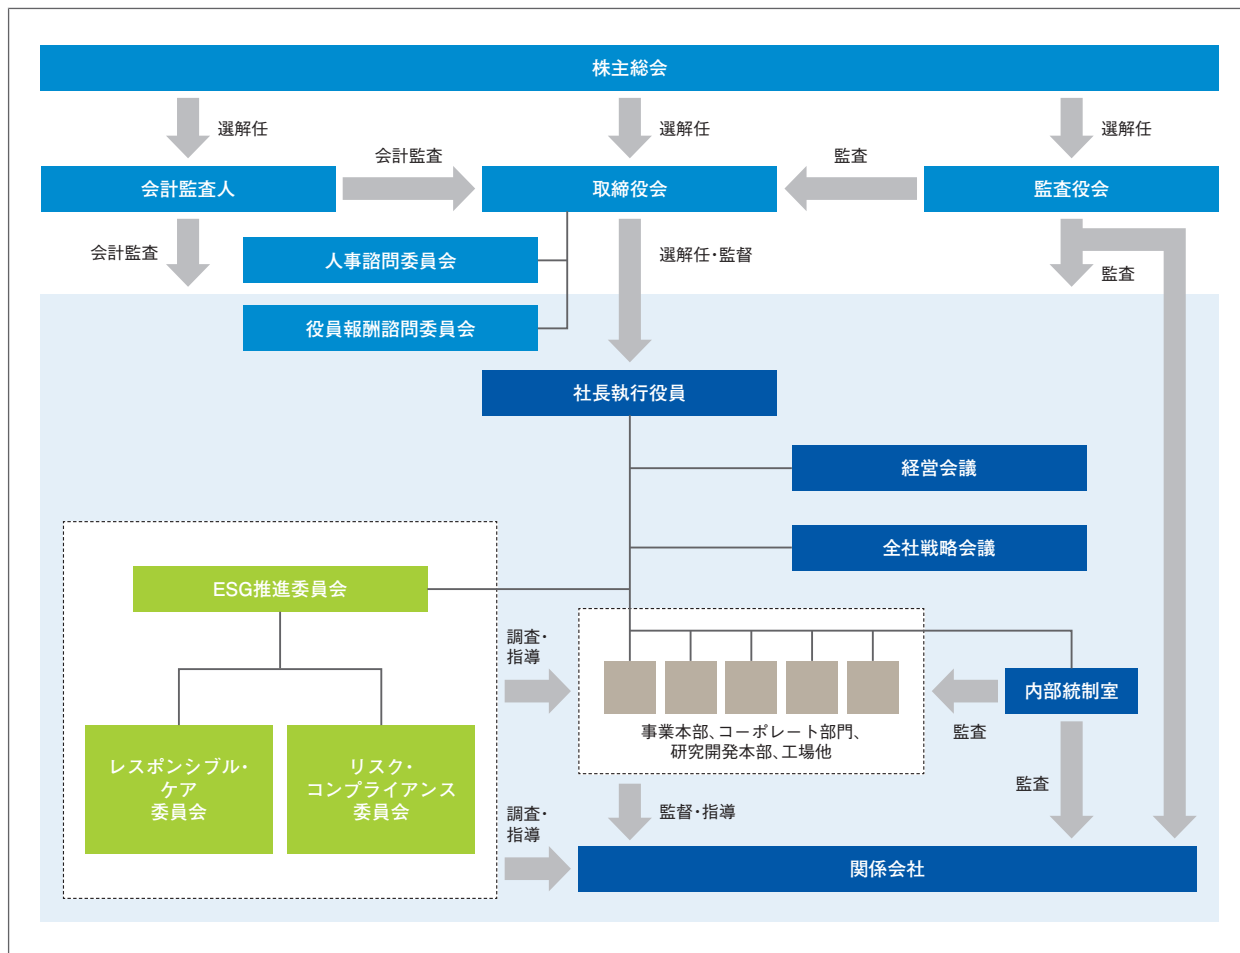 株主総会
選解任
選解任
選解任
会計監査
監査
会計監査人
取締役会
監査役会
会計監査
人事諮問委員会
選解任・監督
監査
役員報酬諮問委員会
社長執行役員
経営会議
全社戦略会議
ESG推進委員会
調査・
指導
内部統制室
事業本部、コーポレート部門、
研究開発本部、工場他
監査
レスポンシブル・
ケア
委員会
リスク・
コンプライアンス
委員会
監査
調査・
指導
監督・指導
関係会社